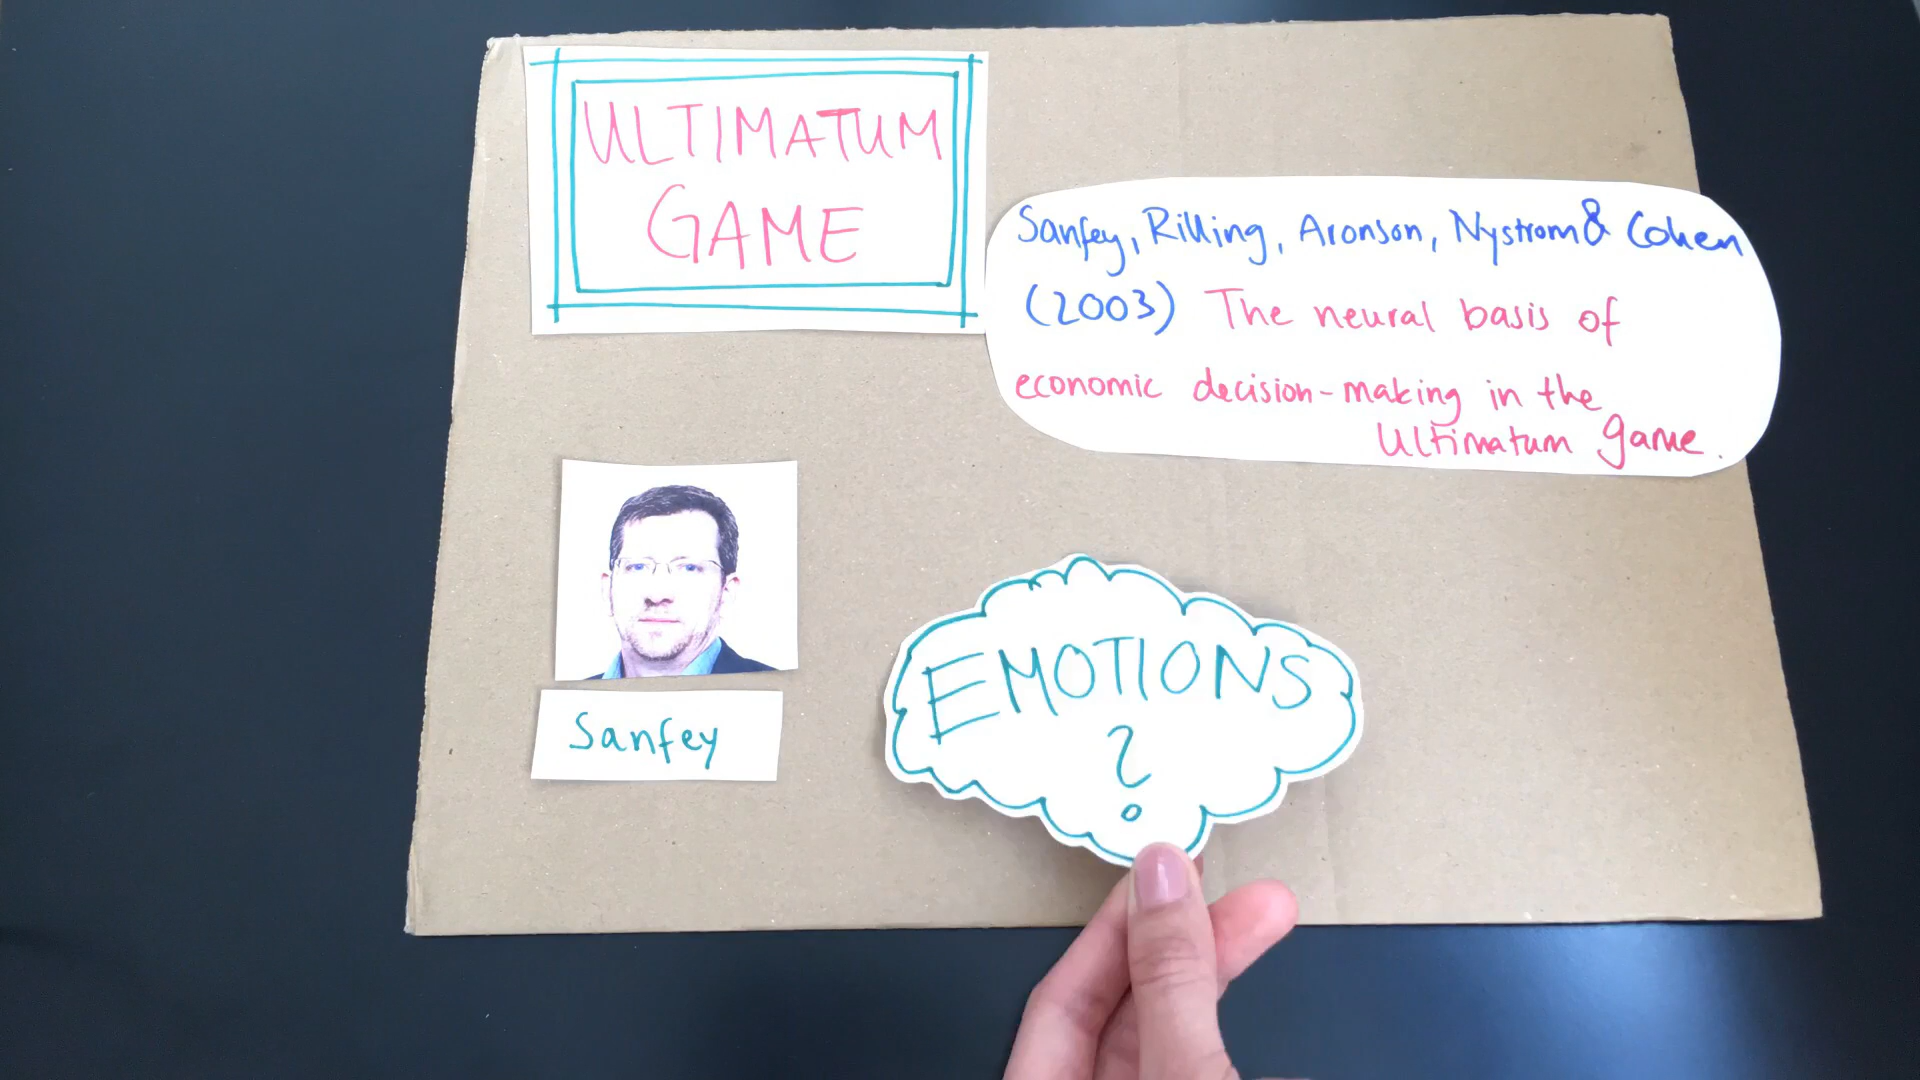 ULTIMATUM
GAME
Sanfey, Rilling, Aronson, Nystrom & Cohen
(2003) The neural basis of
economic decision-making in the
Ultimatum game.
Sanfey
EMOTIONS
?